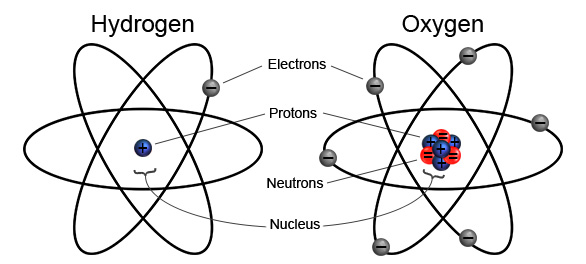 Hydrogen
Oxygen
Electrons
Protons
Neutrons
Nucleus